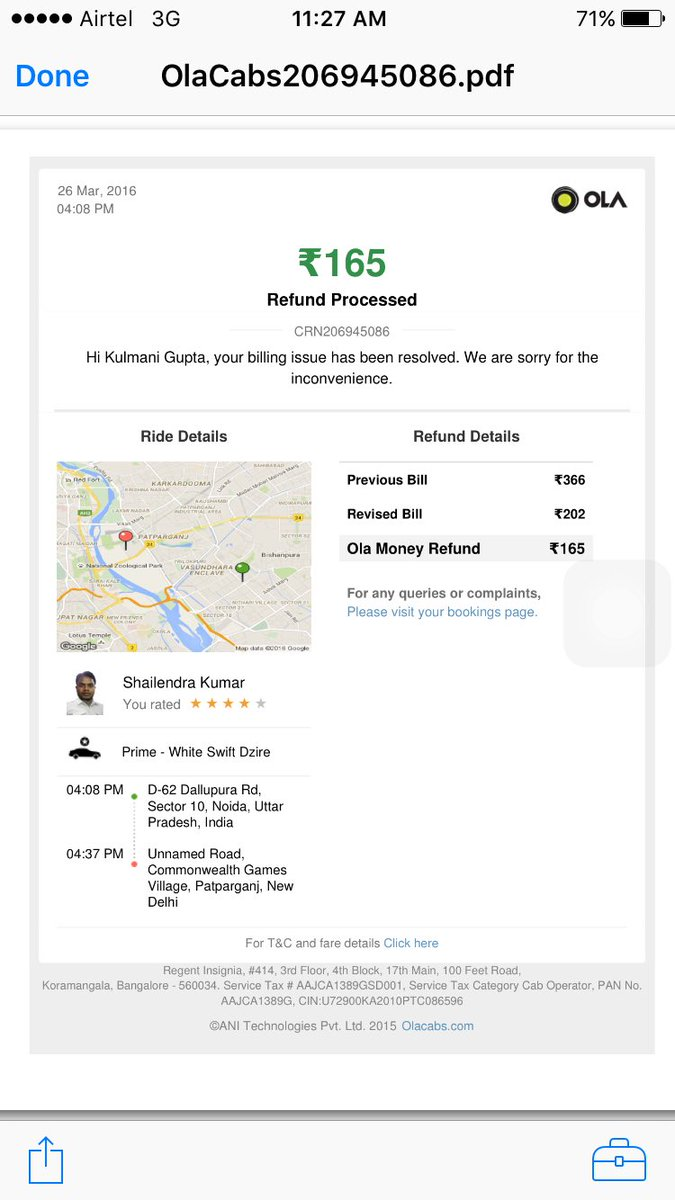 Airtel 3G 11:27 AM 71%
Done OlaCabs206945086.pdf
26 Mar, 2016
04:08 PM
OLA
₹165
Refund Processed
CRN206945086
Hi Kulmani Gupta, your billing issue has been resolved. We are sorry for the
inconvenience.
Ride Details
KARKARDOOMA
PATPARGANJ
National Zoological Park
VASUNDHARA
ENCLAVE
Bishanpura
Lotus Temple
Google
Map data ©2016 Google
Shailendra Kumar
You rated
Prime - White Swift Dzire
04:08 PM D-62 Dallupura Rd,
Sector 10, Noida, Uttar
Pradesh, India
04:37 PM Unnamed Road,
Commonwealth Games
Village, Patparganj, New
Delhi
Refund Details
Previous Bill ₹366
Revised Bill ₹202
Ola Money Refund ₹165
For any queries or complaints,
Please visit your bookings page.
For T&C and fare details Click here
Regent Insignia, #414, 3rd Floor, 4th Block, 17th Main, 100 Feet Road,
Koramangala, Bangalore - 560034. Service Tax # AAJCA1389GSD001, Service Tax Category Cab Operator, PAN No.
AAJCA1389G, CIN:U72900KA2010PTC086596
©ANI Technologies Pvt. Ltd. 2015 Olacabs.com